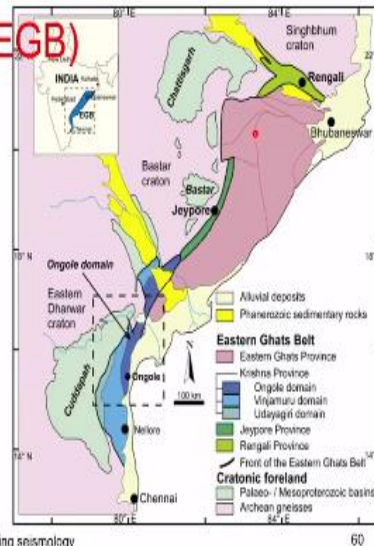 EGB)
80°E
84°E
INDIA
EGB
Chennai
Singhbhum
craton
Chattisgarh
Rengali
Bhubaneswar
Bastar
craton
Bastar
Jeypore
Ongole domain
Eastern
Dharwar
craton
Cuddapah
Ongole
Nellore
Chennai
N
100 km
Alluvial deposits
Phanerozoic sedimentary rocks
Eastern Ghats Belt
Eastern Ghats Province
Krishna Province
Ongole domain
Vinjamuru domain
Udayagiri domain
Jeypore Province
Rengali Province
Front of the Eastern Ghats Belt
Cratonic foreland
Palaeo- / Mesoproterozoic basins
Archean gneisses
80°E
84°E
ing seismology
60